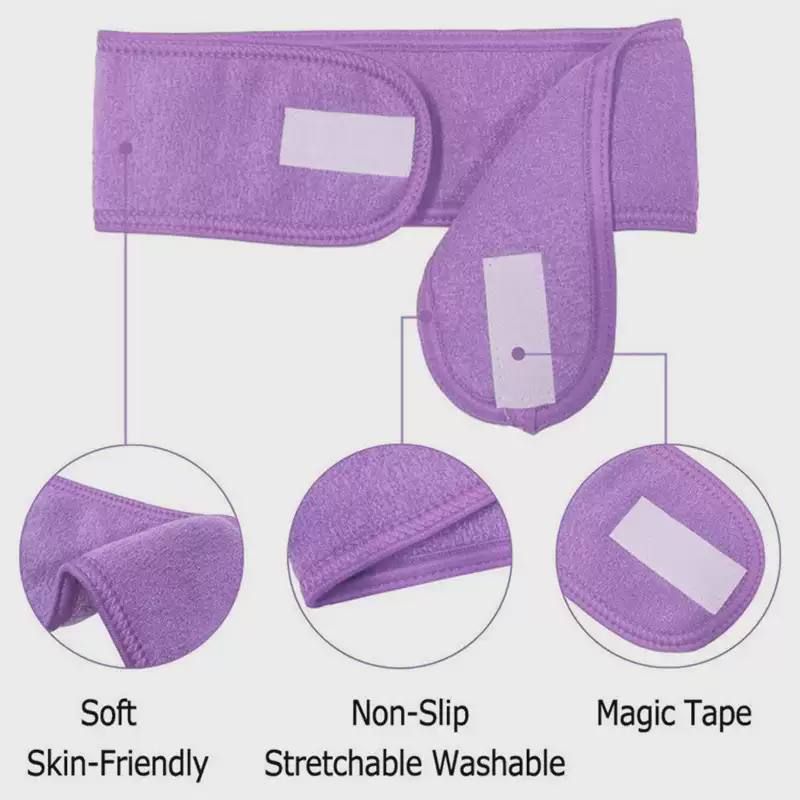 Soft
Skin-Friendly
Non-Slip
Stretchable Washable
Magic Tape